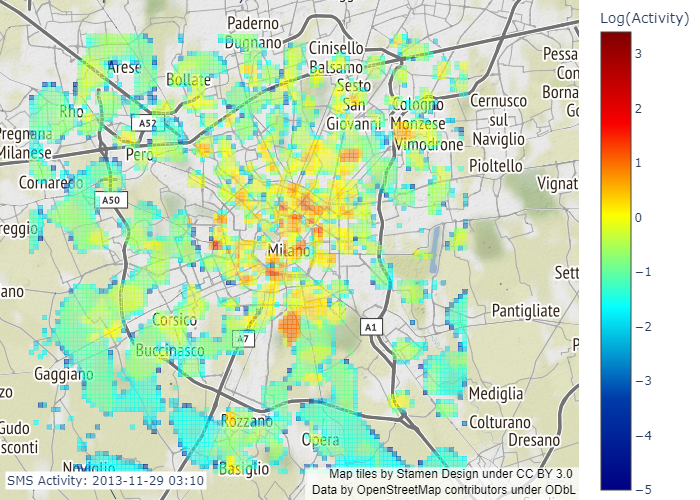 Paderno
Dugnano
Cinisello
Balsamo
Arese
Bollate
Sesto
San
Giovanni
Cologno
Monzese
Cernusco
sul
Naviglio
Pessa
Con
Borna
Go
Rho
A52
Pregnana
Milanese
Pero
Vimodrone
Pioltello
Cornaredo
Vignat
A50
reggio
Milano
Sett
ano
Pantigliate
Corsico
A7
A1
Buccinasco
P
Gaggiano
zo
Mediglia
Gudo
sconti
Rozzano
Opera
Colturano
Dresano
Noviglio
Basiglio
SMS Activity: 2013-11-29 03:10
Map tiles by Stamen Design under CC BY 3.0
Data by OpenStreetMap contributors under ODbL
Log(Activity)
3
2
1
0
−1
−2
−3
−4
−5